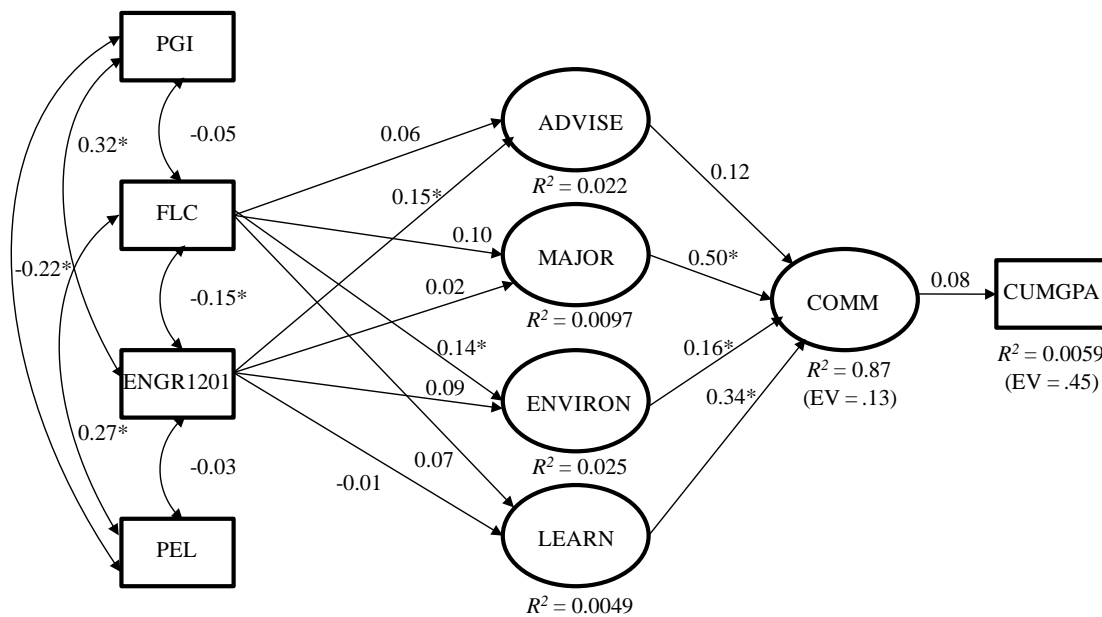 PGI
-0.05
0.32*
FLC
-0.22*
-0.15*
ENGR1201
0.27*
-0.03
PEL
0.06
0.15*
0.10
0.02
0.14*
0.09
0.07
-0.01
ADVISE
R² = 0.022
MAJOR
R² = 0.0097
ENVIRON
R² = 0.025
LEARN
R² = 0.0049
0.12
0.50*
0.16*
0.34*
COMM
R² = 0.87
(EV = .13)
0.08
CUMGPA
R² = 0.0059
(EV = .45)